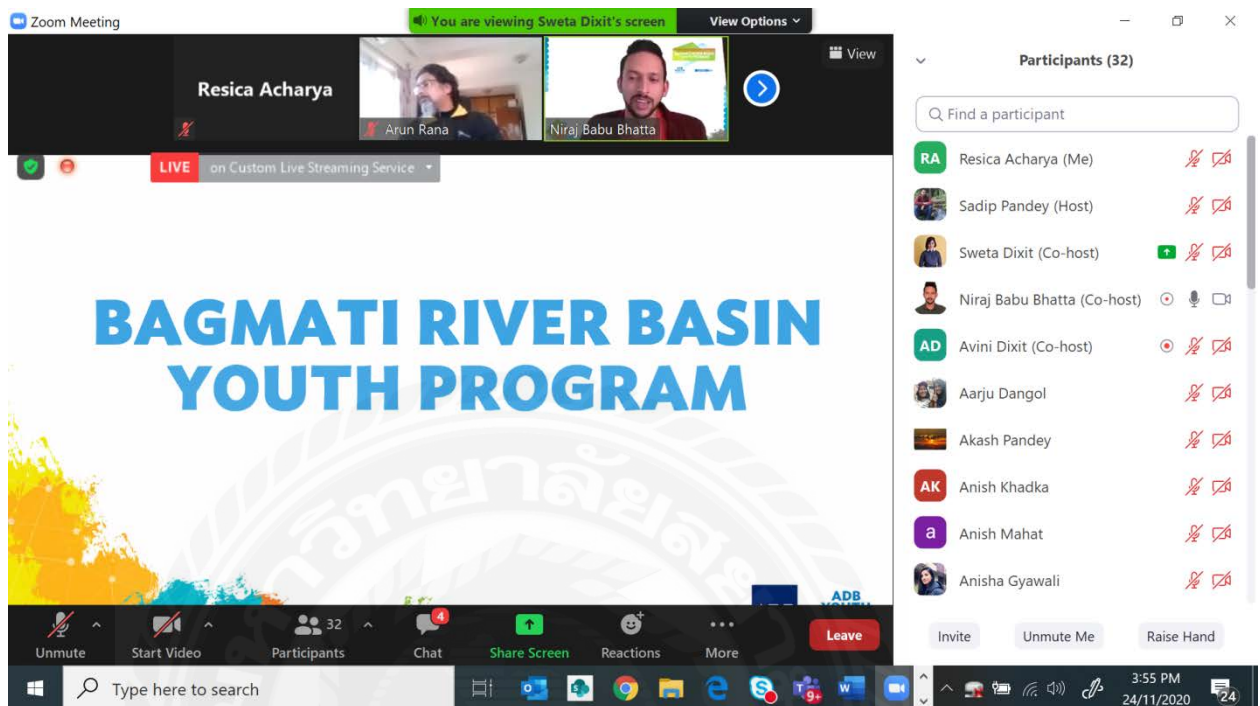 Zoom Meeting
You are viewing Sweta Dixit's screen
View Options
View
Resica Acharya
Arun Rana
Niraj Babu Bhatta
LIVE on Custom Live Streaming Service
BAGMATI RIVER BASIN
YOUTH PROGRAM
ADB
Participants (32)
Find a participant
RA Resica Acharya (Me)
Sadip Pandey (Host)
Sweta Dixit (Co-host)
Niraj Babu Bhatta (Co-host)
AD Avini Dixit (Co-host)
Aarju Dangol
Akash Pandey
AK Anish Khadka
a Anish Mahat
Anisha Gyawali
Invite Unmute Me Raise Hand
Unmute
Start Video
32
Participants
4
Chat
Share Screen
Reactions
More
Leave
Type here to search
9+
3:55 PM
24/11/2020
24